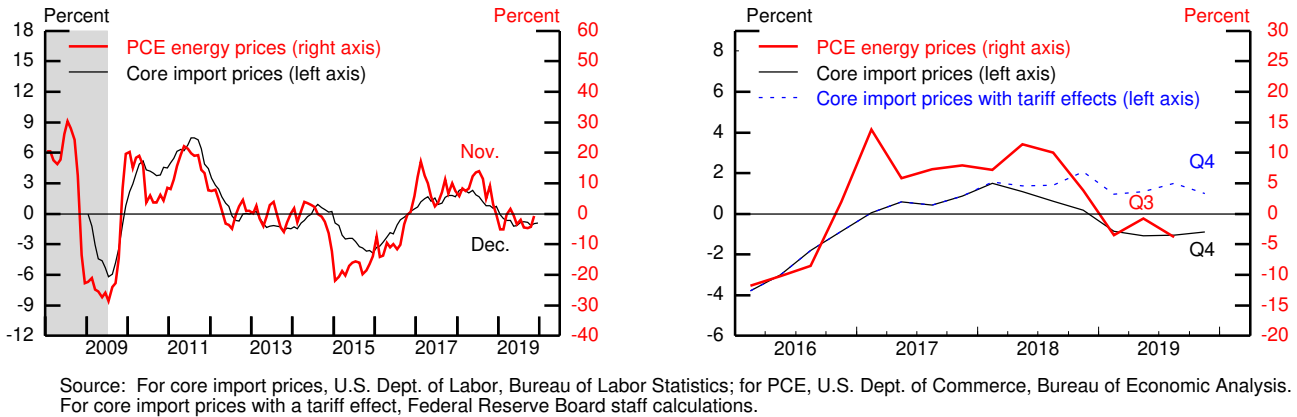 Percent
Percent
18
15
12
9
6
3
0
-3
-6
-9
-12
60
50
40
30
20
10
0
-10
-20
-30
-40
PCE energy prices (right axis)
Core import prices (left axis)
Nov.
Dec.
2009 2011 2013 2015 2017 2019
Percent
Percent
8
6
4
2
0
-2
-4
-6
30
25
20
15
10
5
0
-5
-10
-15
-20
PCE energy prices (right axis)
Core import prices (left axis)
Core import prices with tariff effects (left axis)
Q4
Q3
Q4
2016 2017 2018 2019
Source: For core import prices, U.S. Dept. of Labor, Bureau of Labor Statistics; for PCE, U.S. Dept. of Commerce, Bureau of Economic Analysis.
For core import prices with a tariff effect, Federal Reserve Board staff calculations.